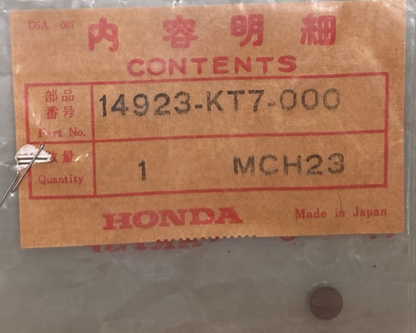 DSA 007
内容明細
CONTENTS
部品番号 14923-KT7-000
Part No.
数量
Quantity 1 MCH23
HONDA Made in Japan